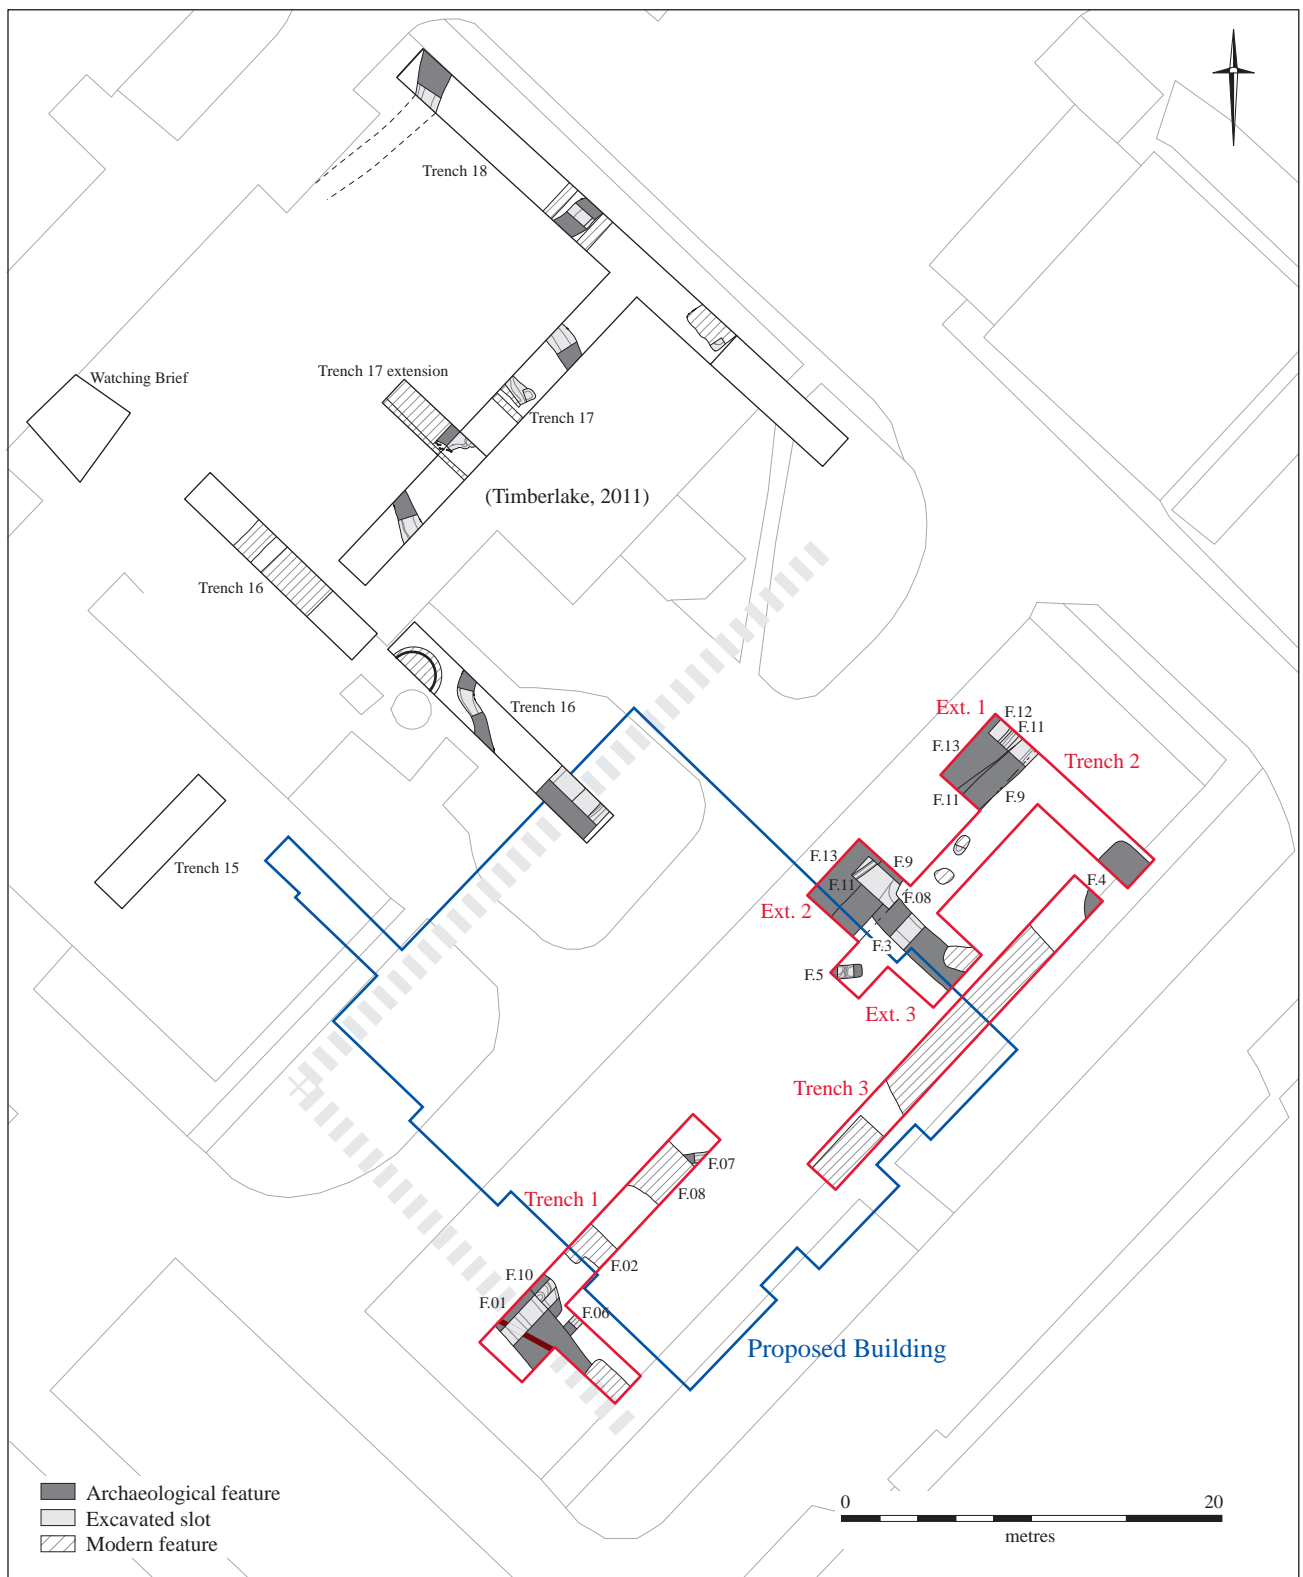 Trench 18
Watching Brief
Trench 17 extension
Trench 17
(Timberlake, 2011)
Trench 16
Trench 16
Ext. 1
F.12
F.11
F.13
Trench 2
F.11
F.9
Trench 15
F.13
F.9
F.11
F.08
F.4
Ext. 2
F.3
F.5
Ext. 3
Trench 3
F.07
F.08
Trench 1
F.02
F.10
F.01
F.06
Proposed Building
Archaeological feature
Excavated slot
Modern feature
0
20
metres